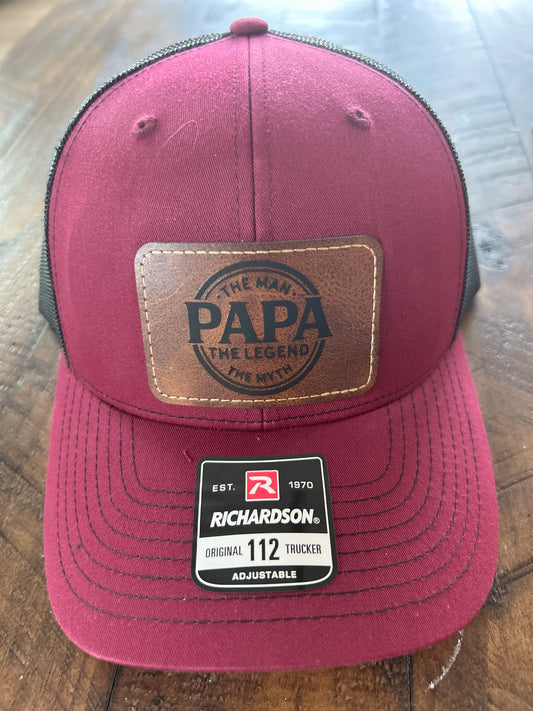 THE MAN
PAPA
THE LEGEND
THE MYTH
EST. R 1970
RICHARDSON®
ORIGINAL 112 TRUCKER
ADJUSTABLE